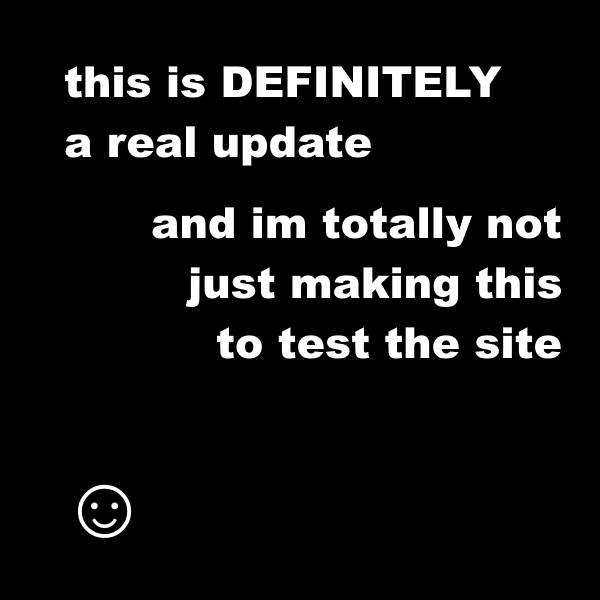 this is DEFINITELY
a real update
and im totally not
just making this
to test the site
☺